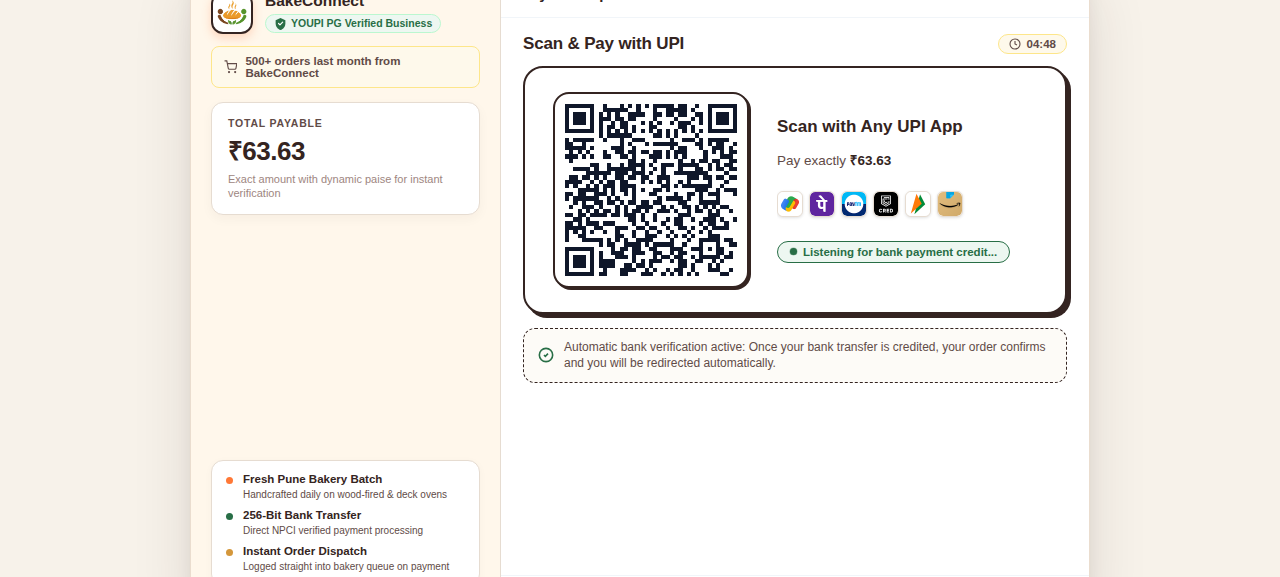 BakeConnect
YOUPI PG Verified Business
500+ orders last month from
BakeConnect
TOTAL PAYABLE
₹63.63
Exact amount with dynamic paise for instant
verification
Fresh Pune Bakery Batch
Handcrafted daily on wood-fired & deck ovens
256-Bit Bank Transfer
Direct NPCI verified payment processing
Instant Order Dispatch
Logged straight into bakery queue on payment
Scan & Pay with UPI
04:48
Scan with Any UPI App
Pay exactly ₹63.63
पे
Paytm
CRED
Listening for bank payment credit...
Automatic bank verification active: Once your bank transfer is credited, your order confirms
and you will be redirected automatically.